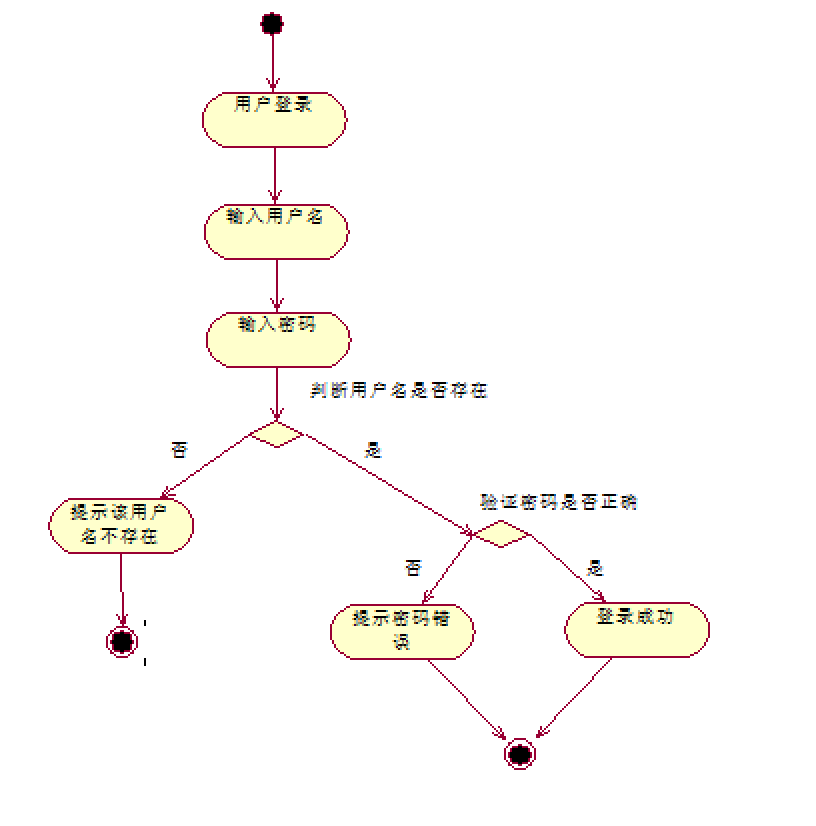 用户登录
输入用户名
输入密码
判断用户名是否存在
否
是
提示该用户
名不存在
验证密码是否正确
否
是
提示密码错
误
登录成功